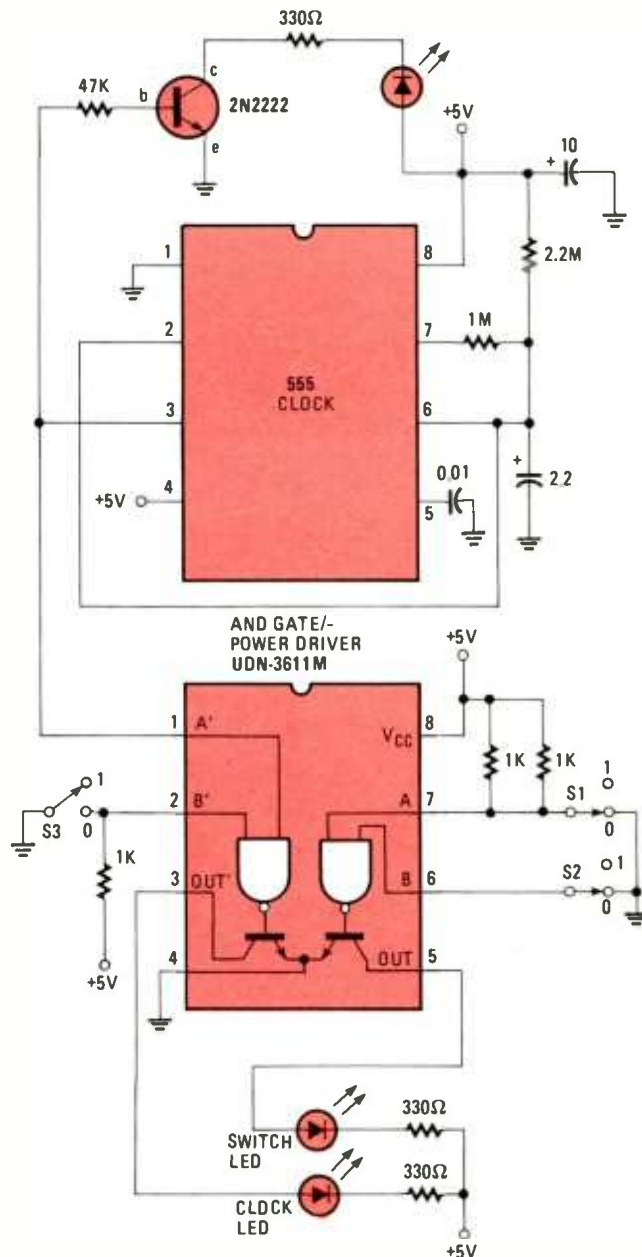 330Ω
47K
b
c
e
2N2222
+5V
10
+
1
8
2.2M
2
7
1M
555
CLOCK
3
6
+5V
4
5
0.01
+
2.2
AND GATE/-
POWER DRIVER
UDN-3611M
+5V
1
A'
VCC
8
1K
1K
1
S3
0
2
B'
A
7
S1
1
0
1K
3
OUT'
B
6
S2
1
0
4
OUT
5
+5V
330Ω
SWITCH
LED
330Ω
CLOCK
LED
+5V